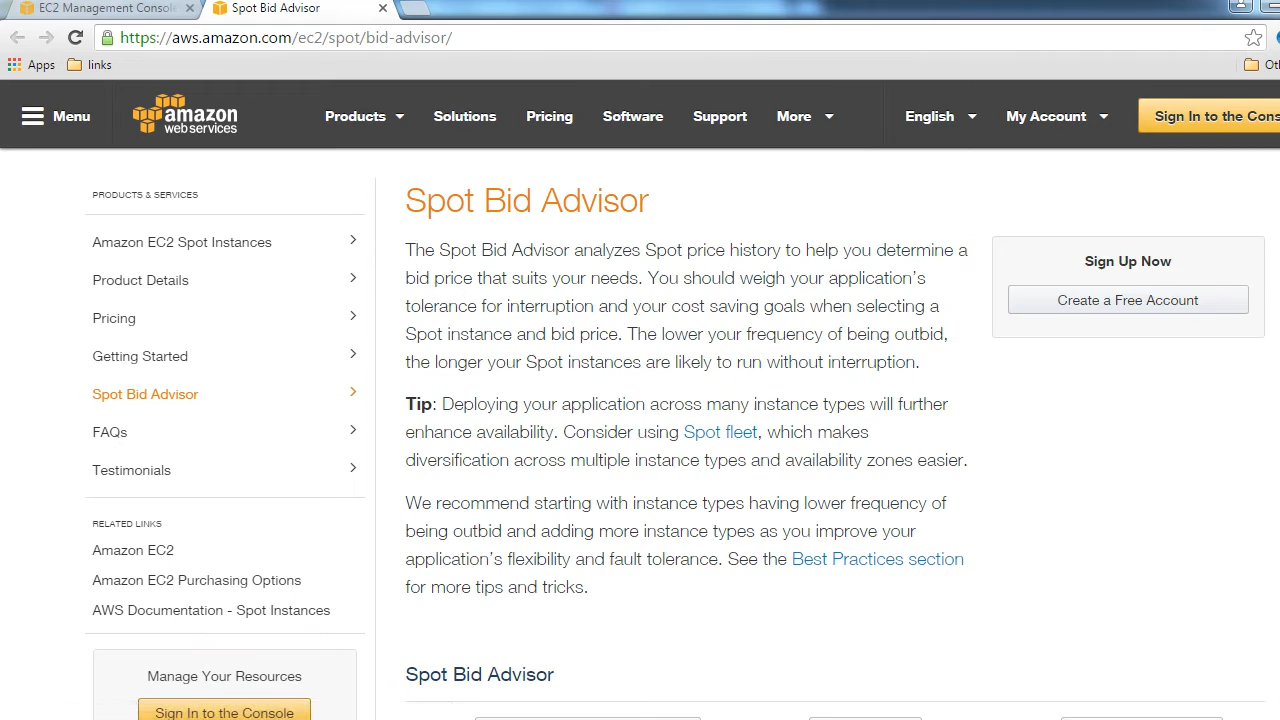 EC2 Management Console
Spot Bid Advisor
https://aws.amazon.com/ec2/spot/bid-advisor/
Apps
links
Menu
amazon
web services
Products
Solutions
Pricing
Software
Support
More
English
My Account
Sign In to the Cons
PRODUCTS & SERVICES
Amazon EC2 Spot Instances
Product Details
Pricing
Getting Started
Spot Bid Advisor
FAQs
Testimonials
RELATED LINKS
Amazon EC2
Amazon EC2 Purchasing Options
AWS Documentation - Spot Instances
Manage Your Resources
Sign In to the Console
Spot Bid Advisor
The Spot Bid Advisor analyzes Spot price history to help you determine a
bid price that suits your needs. You should weigh your application's
tolerance for interruption and your cost saving goals when selecting a
Spot instance and bid price. The lower your frequency of being outbid,
the longer your Spot instances are likely to run without interruption.
Tip: Deploying your application across many instance types will further
enhance availability. Consider using Spot fleet, which makes
diversification across multiple instance types and availability zones easier.
We recommend starting with instance types having lower frequency of
being outbid and adding more instance types as you improve your
application's flexibility and fault tolerance. See the Best Practices section
for more tips and tricks.
Spot Bid Advisor
Sign Up Now
Create a Free Account